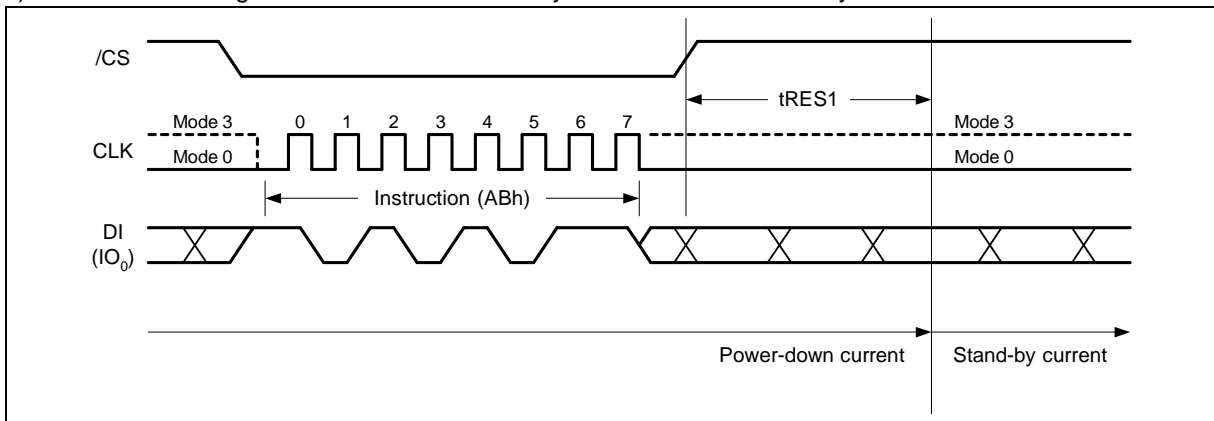 /CS
tRES1
Mode 3 0 1 2 3 4 5 6 7 Mode 3
CLK
Mode 0 Mode 0
Instruction (ABh)
DI
(IO0)
Power-down current Stand-by current